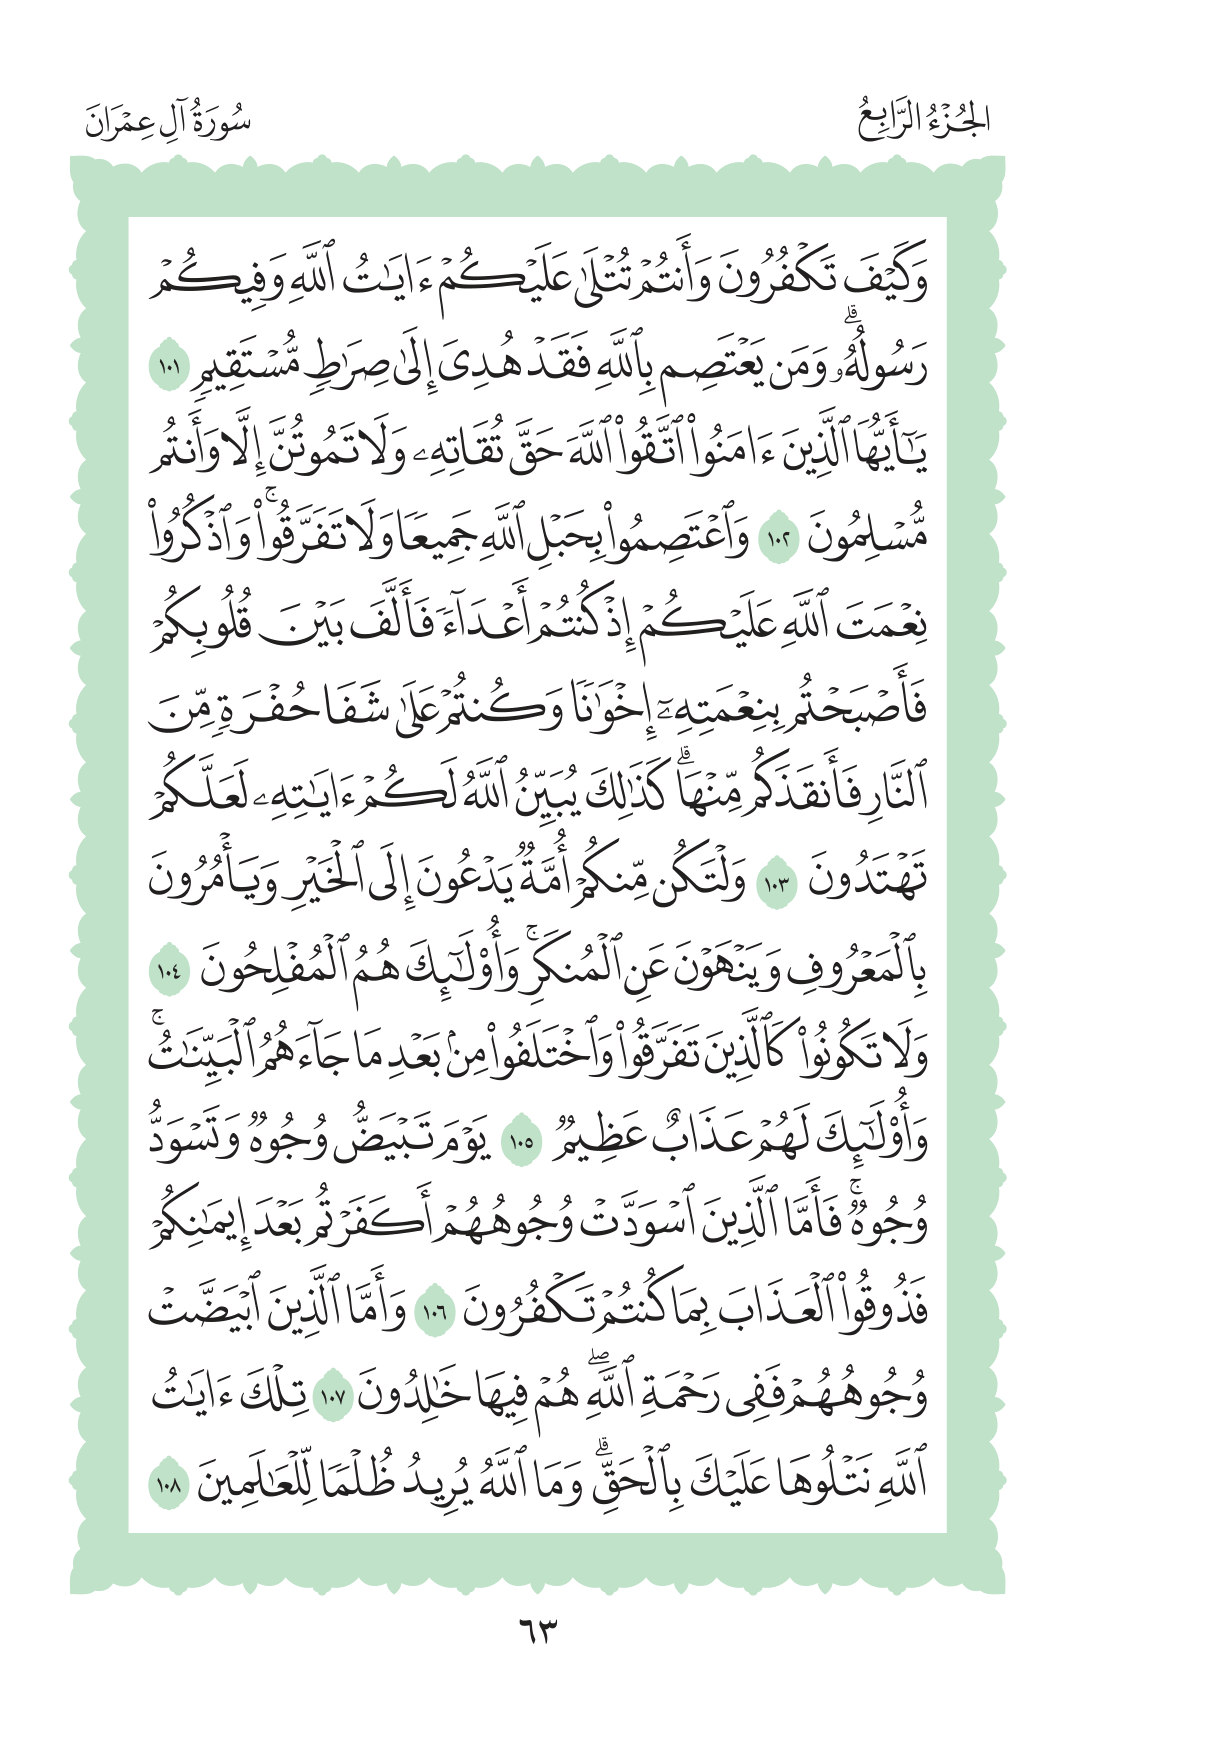 الجُزْءُ الرَّابِعُ
سُورَةُ آلِ عِمْرَانَ
وَكَيْفَ تَكْفُرُونَ وَأَنتُمْ تُتْلَىٰ عَلَيْكُمْ ءَايَـٰتُ ٱللَّهِ وَفِيكُمْ
رَسُولُهُۥۗ وَمَن يَعْتَصِم بِٱللَّهِ فَقَدْ هُدِىَ إِلَىٰ صِرَٰطٍ مُّسْتَقِيمٍ ١٠١
يَـٰٓأَيُّهَا ٱلَّذِينَ ءَامَنُوا۟ ٱتَّقُوا۟ ٱللَّهَ حَقَّ تُقَاتِهِۦ وَلَا تَمُوتُنَّ إِلَّا وَأَنتُم
مُّسْلِمُونَ ١٠٢ وَٱعْتَصِمُوا۟ بِحَبْلِ ٱللَّهِ جَمِيعًا وَلَا تَفَرَّقُوا۟ۚ وَٱذْكُرُوا۟
نِعْمَتَ ٱللَّهِ عَلَيْكُمْ إِذْ كُنتُمْ أَعْدَآءً فَأَلَّفَ بَيْنَ قُلُوبِكُمْ
فَأَصْبَحْتُم بِنِعْمَتِهِۦٓ إِخْوَٰنًا وَكُنتُمْ عَلَىٰ شَفَا حُفْرَةٍ مِّنَ
ٱلنَّارِ فَأَنقَذَكُم مِّنْهَاۗ كَذَٰلِكَ يُبَيِّنُ ٱللَّهُ لَكُمْ ءَايَـٰتِهِۦ لَعَلَّكُمْ
تَهْتَدُونَ ١٠٣ وَلْتَكُن مِّنكُمْ أُمَّةٌ يَدْعُونَ إِلَى ٱلْخَيْرِ وَيَأْمُرُونَ
بِٱلْمَعْرُوفِ وَيَنْهَوْنَ عَنِ ٱلْمُنكَرِۚ وَأُو۟لَـٰٓئِكَ هُمُ ٱلْمُفْلِحُونَ ١٠٤
وَلَا تَكُونُوا۟ كَٱلَّذِينَ تَفَرَّقُوا۟ وَٱخْتَلَفُوا۟ مِنۢ بَعْدِ مَا جَآءَهُمُ ٱلْبَيِّنَـٰتُۚ
وَأُو۟لَـٰٓئِكَ لَهُمْ عَذَابٌ عَظِيمٌ ١٠٥ يَوْمَ تَبْيَضُّ وُجُوهٌ وَتَسْوَدُّ
وُجُوهٌۚ فَأَمَّا ٱلَّذِينَ ٱسْوَدَّتْ وُجُوهُهُمْ أَكَفَرْتُم بَعْدَ إِيمَـٰنِكُمْ
فَذُوقُوا۟ ٱلْعَذَابَ بِمَا كُنتُمْ تَكْفُرُونَ ١٠٦ وَأَمَّا ٱلَّذِينَ ٱبْيَضَّتْ
وُجُوهُهُمْ فَفِى رَحْمَةِ ٱللَّهِۖ هُمْ فِيهَا خَـٰلِدُونَ ١٠٧ تِلْكَ ءَايَـٰتُ
ٱللَّهِ نَتْلُوهَا عَلَيْكَ بِٱلْحَقِّۗ وَمَا ٱللَّهُ يُرِيدُ ظُلْمًا لِّلْعَـٰلَمِينَ ١٠٨
٦٣